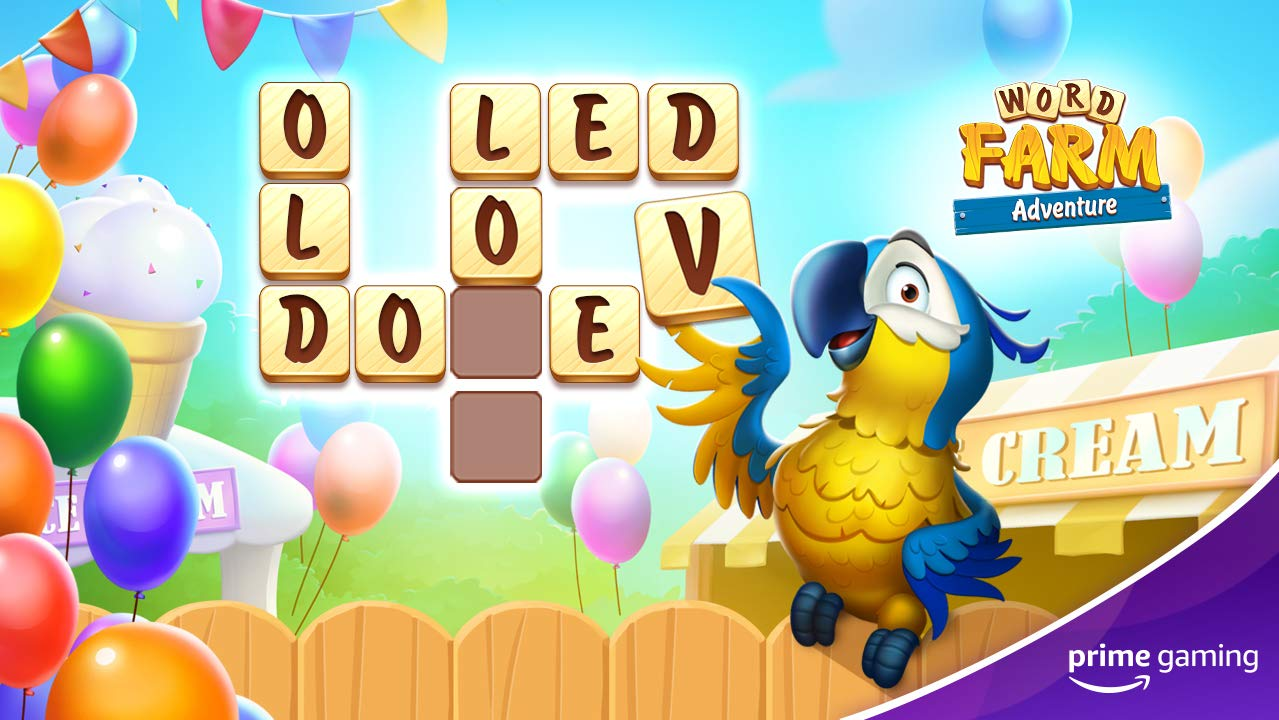 O LED
L O V
DO E
WORD
FARM
Adventure
CREAM
prime gaming